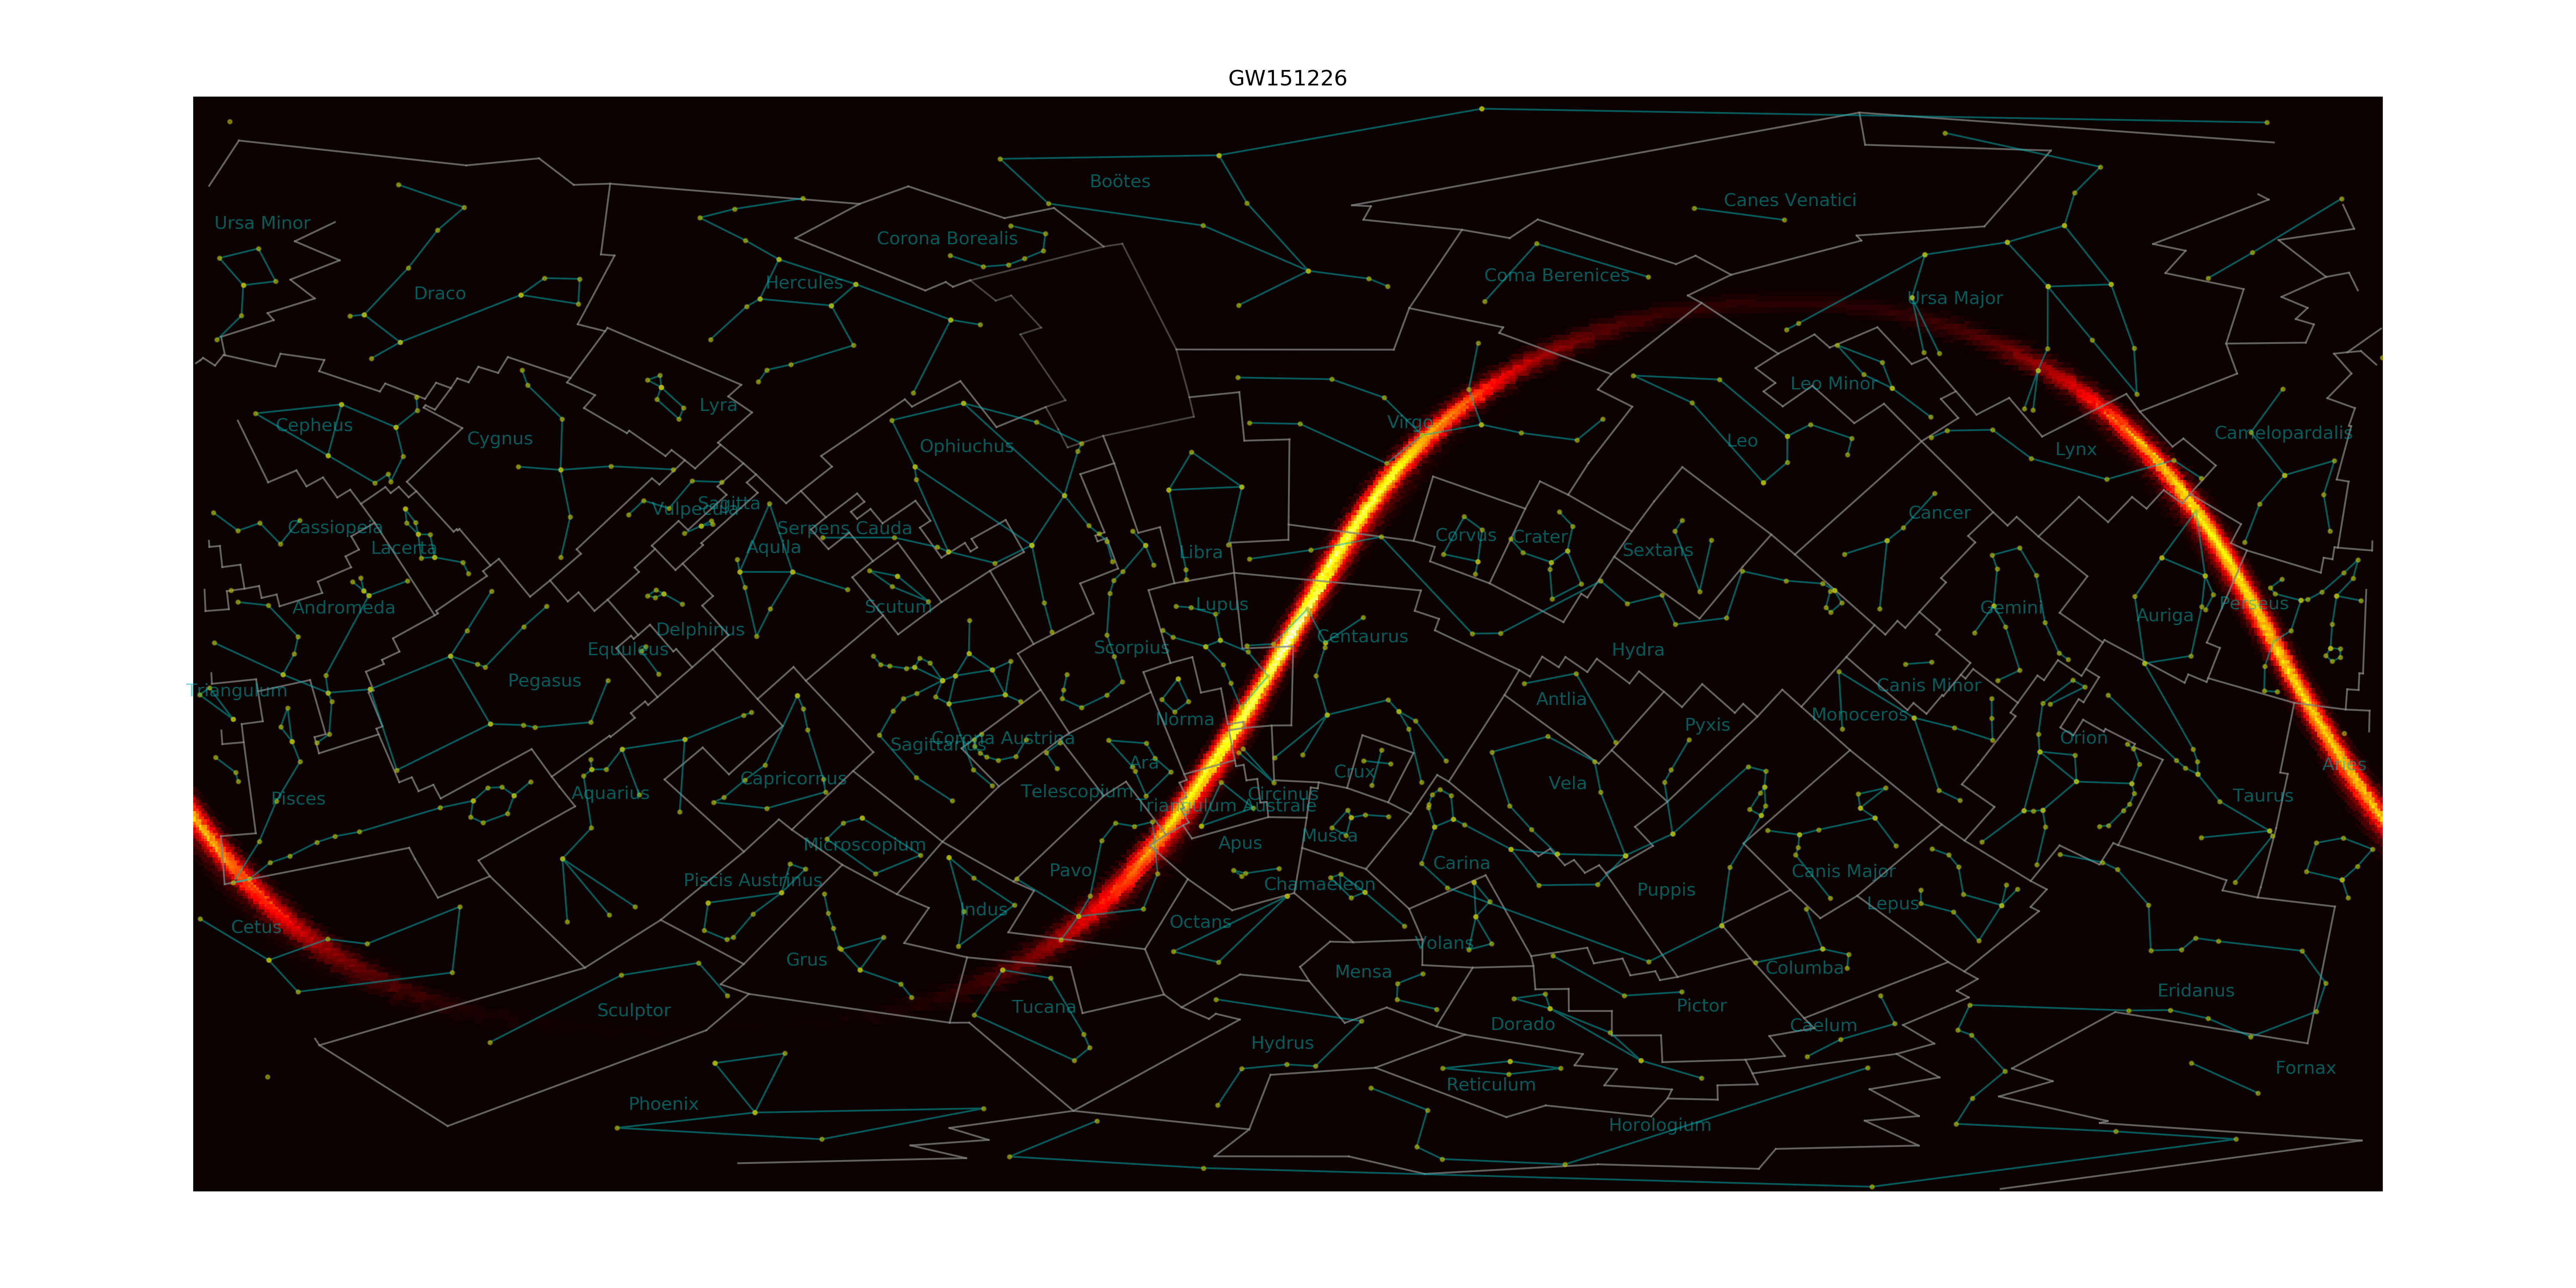 GW151226
Boötes
Canes Venatici
Ursa Minor
Corona Borealis
Coma Berenices
Hercules
Draco
Ursa Major
Leo Minor
Lyra
Virgo
Cepheus
Camelopardalis
Cygnus
Leo
Ophiuchus
Lynx
Sagitta
Vulpecula
Cancer
Cassiopeia
Serpens Cauda
Corvus
Crater
Lacerta
Aquila
Libra
Sextans
Andromeda
Scutum
Lupus
Gemini
Perseus
Auriga
Delphinus
Centaurus
Equuleus
Scorpius
Hydra
Pegasus
Canis Minor
Triangulum
Antlia
Monoceros
Norma
Pyxis
Corona Austrina
Sagittarius
Orion
Ara
Aries
Crux
Capricornus
Vela
Telescopium
Aquarius
Circinus
Pisces
Taurus
Triangulum Australe
Musca
Microscopium
Apus
Carina
Pavo
Canis Major
Piscis Austrinus
Chamaeleon
Puppis
Lepus
Indus
Octans
Cetus
Volans
Grus
Columba
Mensa
Eridanus
Pictor
Tucana
Sculptor
Dorado
Caelum
Hydrus
Fornax
Reticulum
Phoenix
Horologium